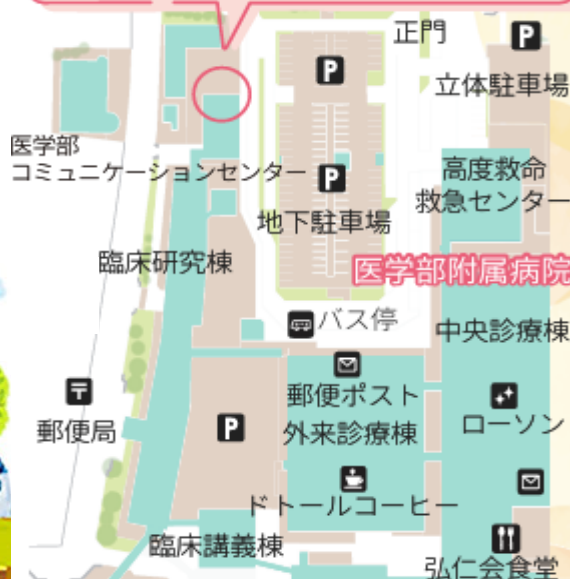 正門
P
P
立体駐車場
医学部
コミュニケーションセンター
P
高度救命
救急センター
地下駐車場
臨床研究棟
医学部附属病院
バス停
中央診療棟
〒
郵便ポスト
ローソン
郵便局
P
外来診療棟
ドトールコーヒー
臨床講義棟
弘仁会食堂